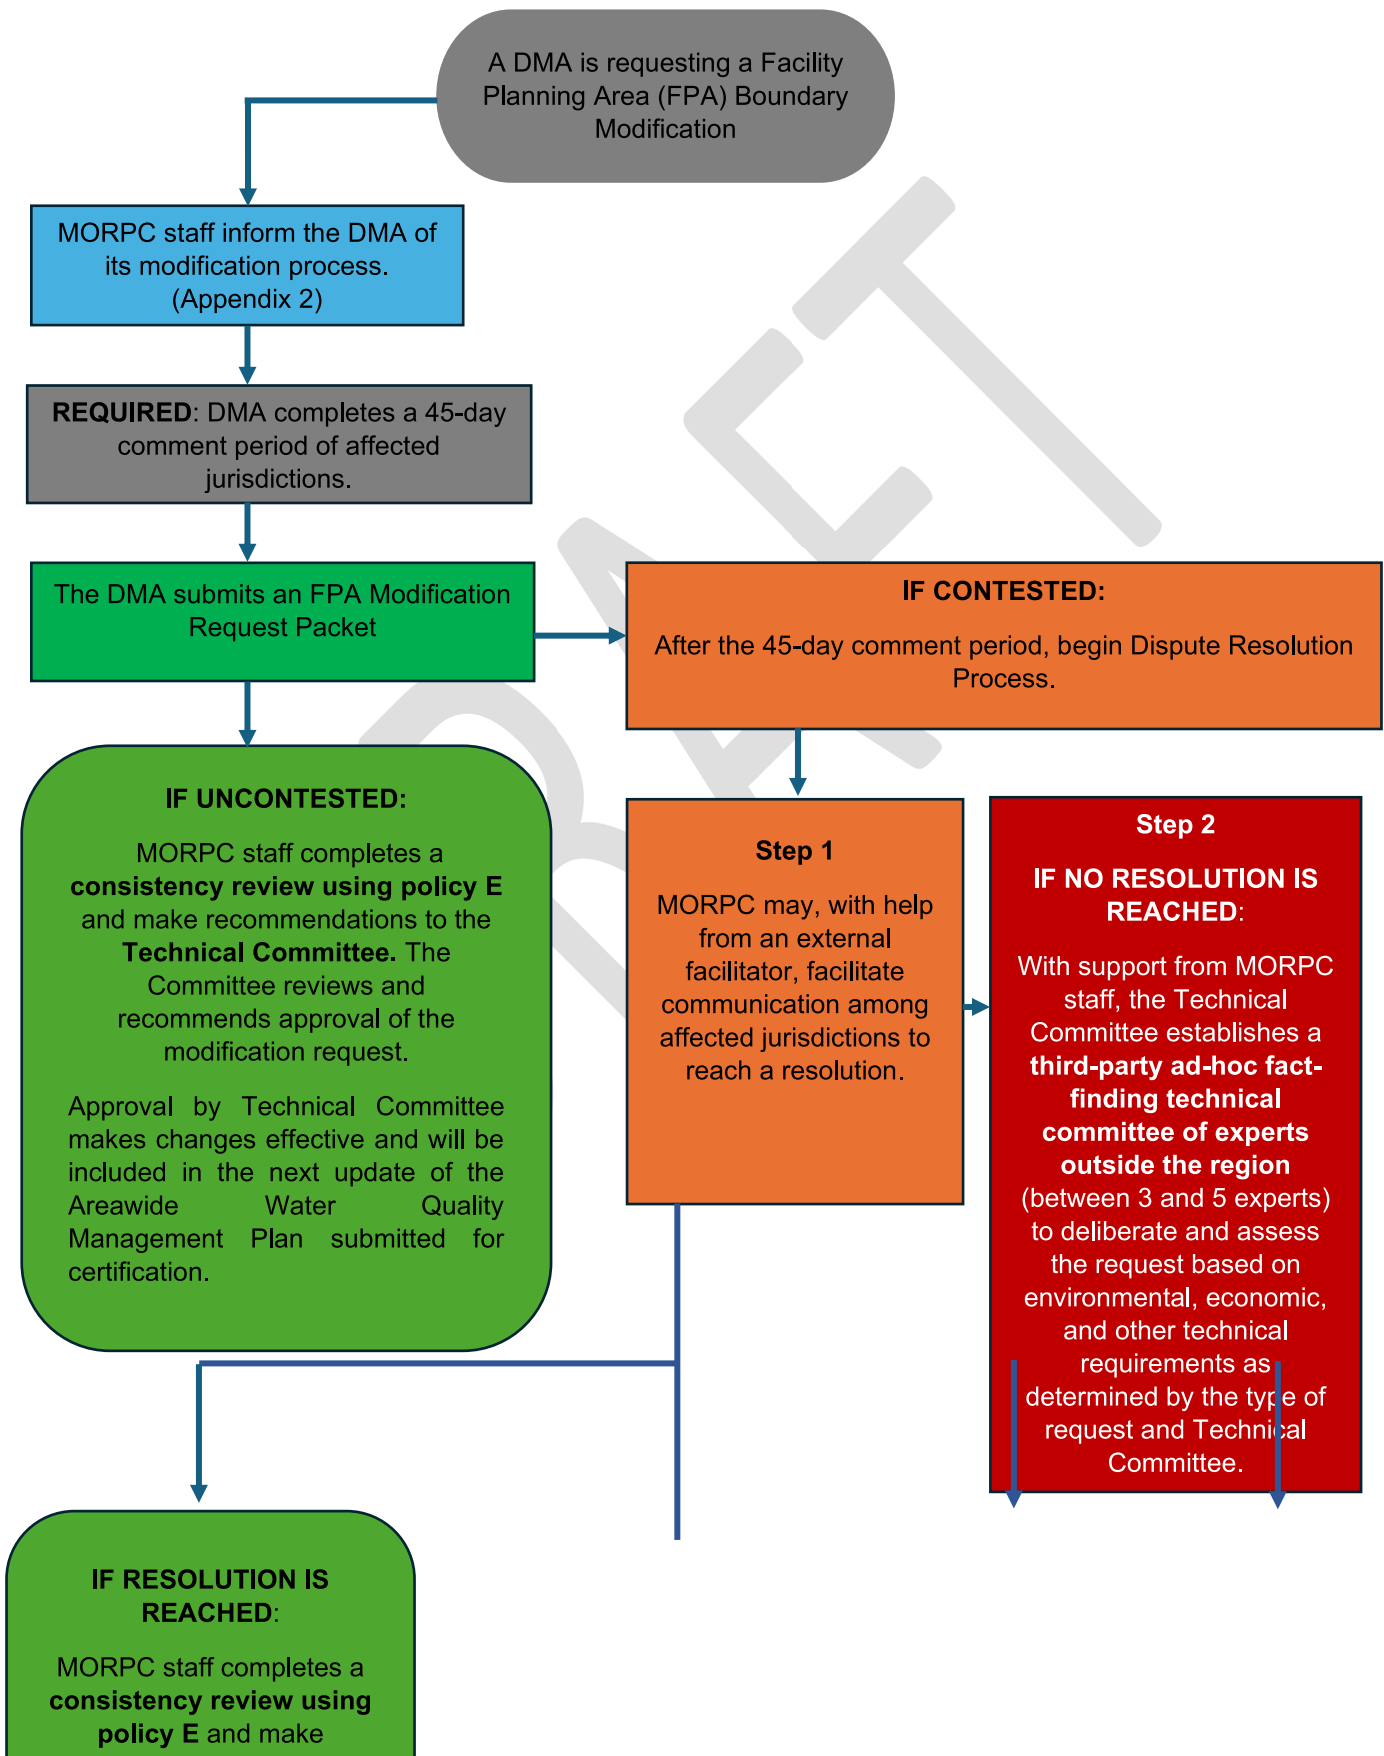 A DMA is requesting a Facility
Planning Area (FPA) Boundary
Modification
MORPC staff inform the DMA of
its modification process.
(Appendix 2)
REQUIRED: DMA completes a 45-day
comment period of affected
jurisdictions.
The DMA submits an FPA Modification
Request Packet
IF CONTESTED:
After the 45-day comment period, begin Dispute Resolution
Process.
IF UNCONTESTED:
MORPC staff completes a
consistency review using policy E
and make recommendations to the
Technical Committee. The
Committee reviews and
recommends approval of the
modification request.
Approval by Technical Committee
makes changes effective and will be
included in the next update of the
Areawide Water Quality
Management Plan submitted for
certification.
Step 1
MORPC may, with help
from an external
facilitator, facilitate
communication among
affected jurisdictions to
reach a resolution.
Step 2
IF NO RESOLUTION IS
REACHED:
With support from MORPC
staff, the Technical
Committee establishes a
third-party ad-hoc fact-
finding technical
committee of experts
outside the region
(between 3 and 5 experts)
to deliberate and assess
the request based on
environmental, economic,
and other technical
requirements as
determined by the type of
request and Technical
Committee.
IF RESOLUTION IS
REACHED:
MORPC staff completes a
consistency review using
policy E and make
DRAFT